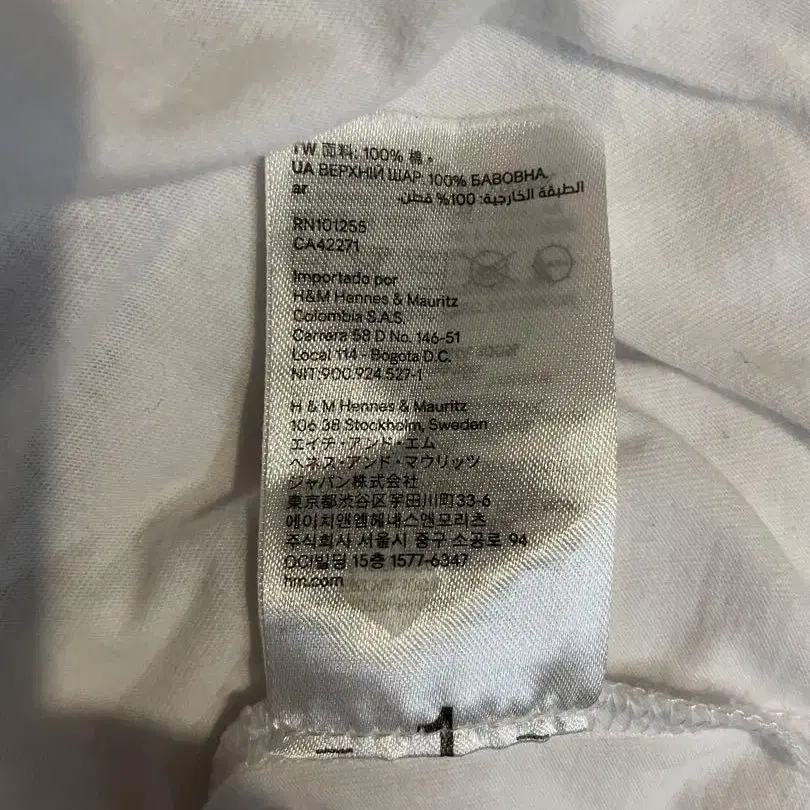 TW 面料: 100% 棉。
UA ВЕРХНІЙ ШАР: 100% БАВОВНА.
ar
الطبقة الخارجية: 100% قطن.
RN101255
CA42271
Importado por
H&M Hennes & Mauritz
Colombia S.A.S.
Carrera 58 D No. 146-51
Local 114 - Bogota D.C.
NIT:900.924.527-1
H & M Hennes & Mauritz
106 38 Stockholm, Sweden
エイチ・アンド・エム
ヘネス・アンド・マウリッツ
ジャパン株式会社
東京都渋谷区宇田川町33-6
에이치앤엠헤네스앤모리츠
주식회사 서울시 중구 소공로 94
OCI빌딩 15층 1577-6347
hm.com
1